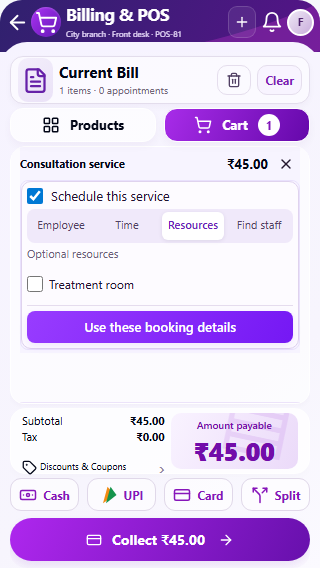 Billing & POS
City branch · Front desk · POS-81
F
Current Bill
1 items · 0 appointments
Clear
Products
Cart 1
Consultation service ₹45.00
Schedule this service
Employee Time Resources Find staff
Optional resources
Treatment room
Use these booking details
Subtotal ₹45.00
Tax ₹0.00
Discounts & Coupons
Amount payable
₹45.00
Cash UPI Card Split
Collect ₹45.00